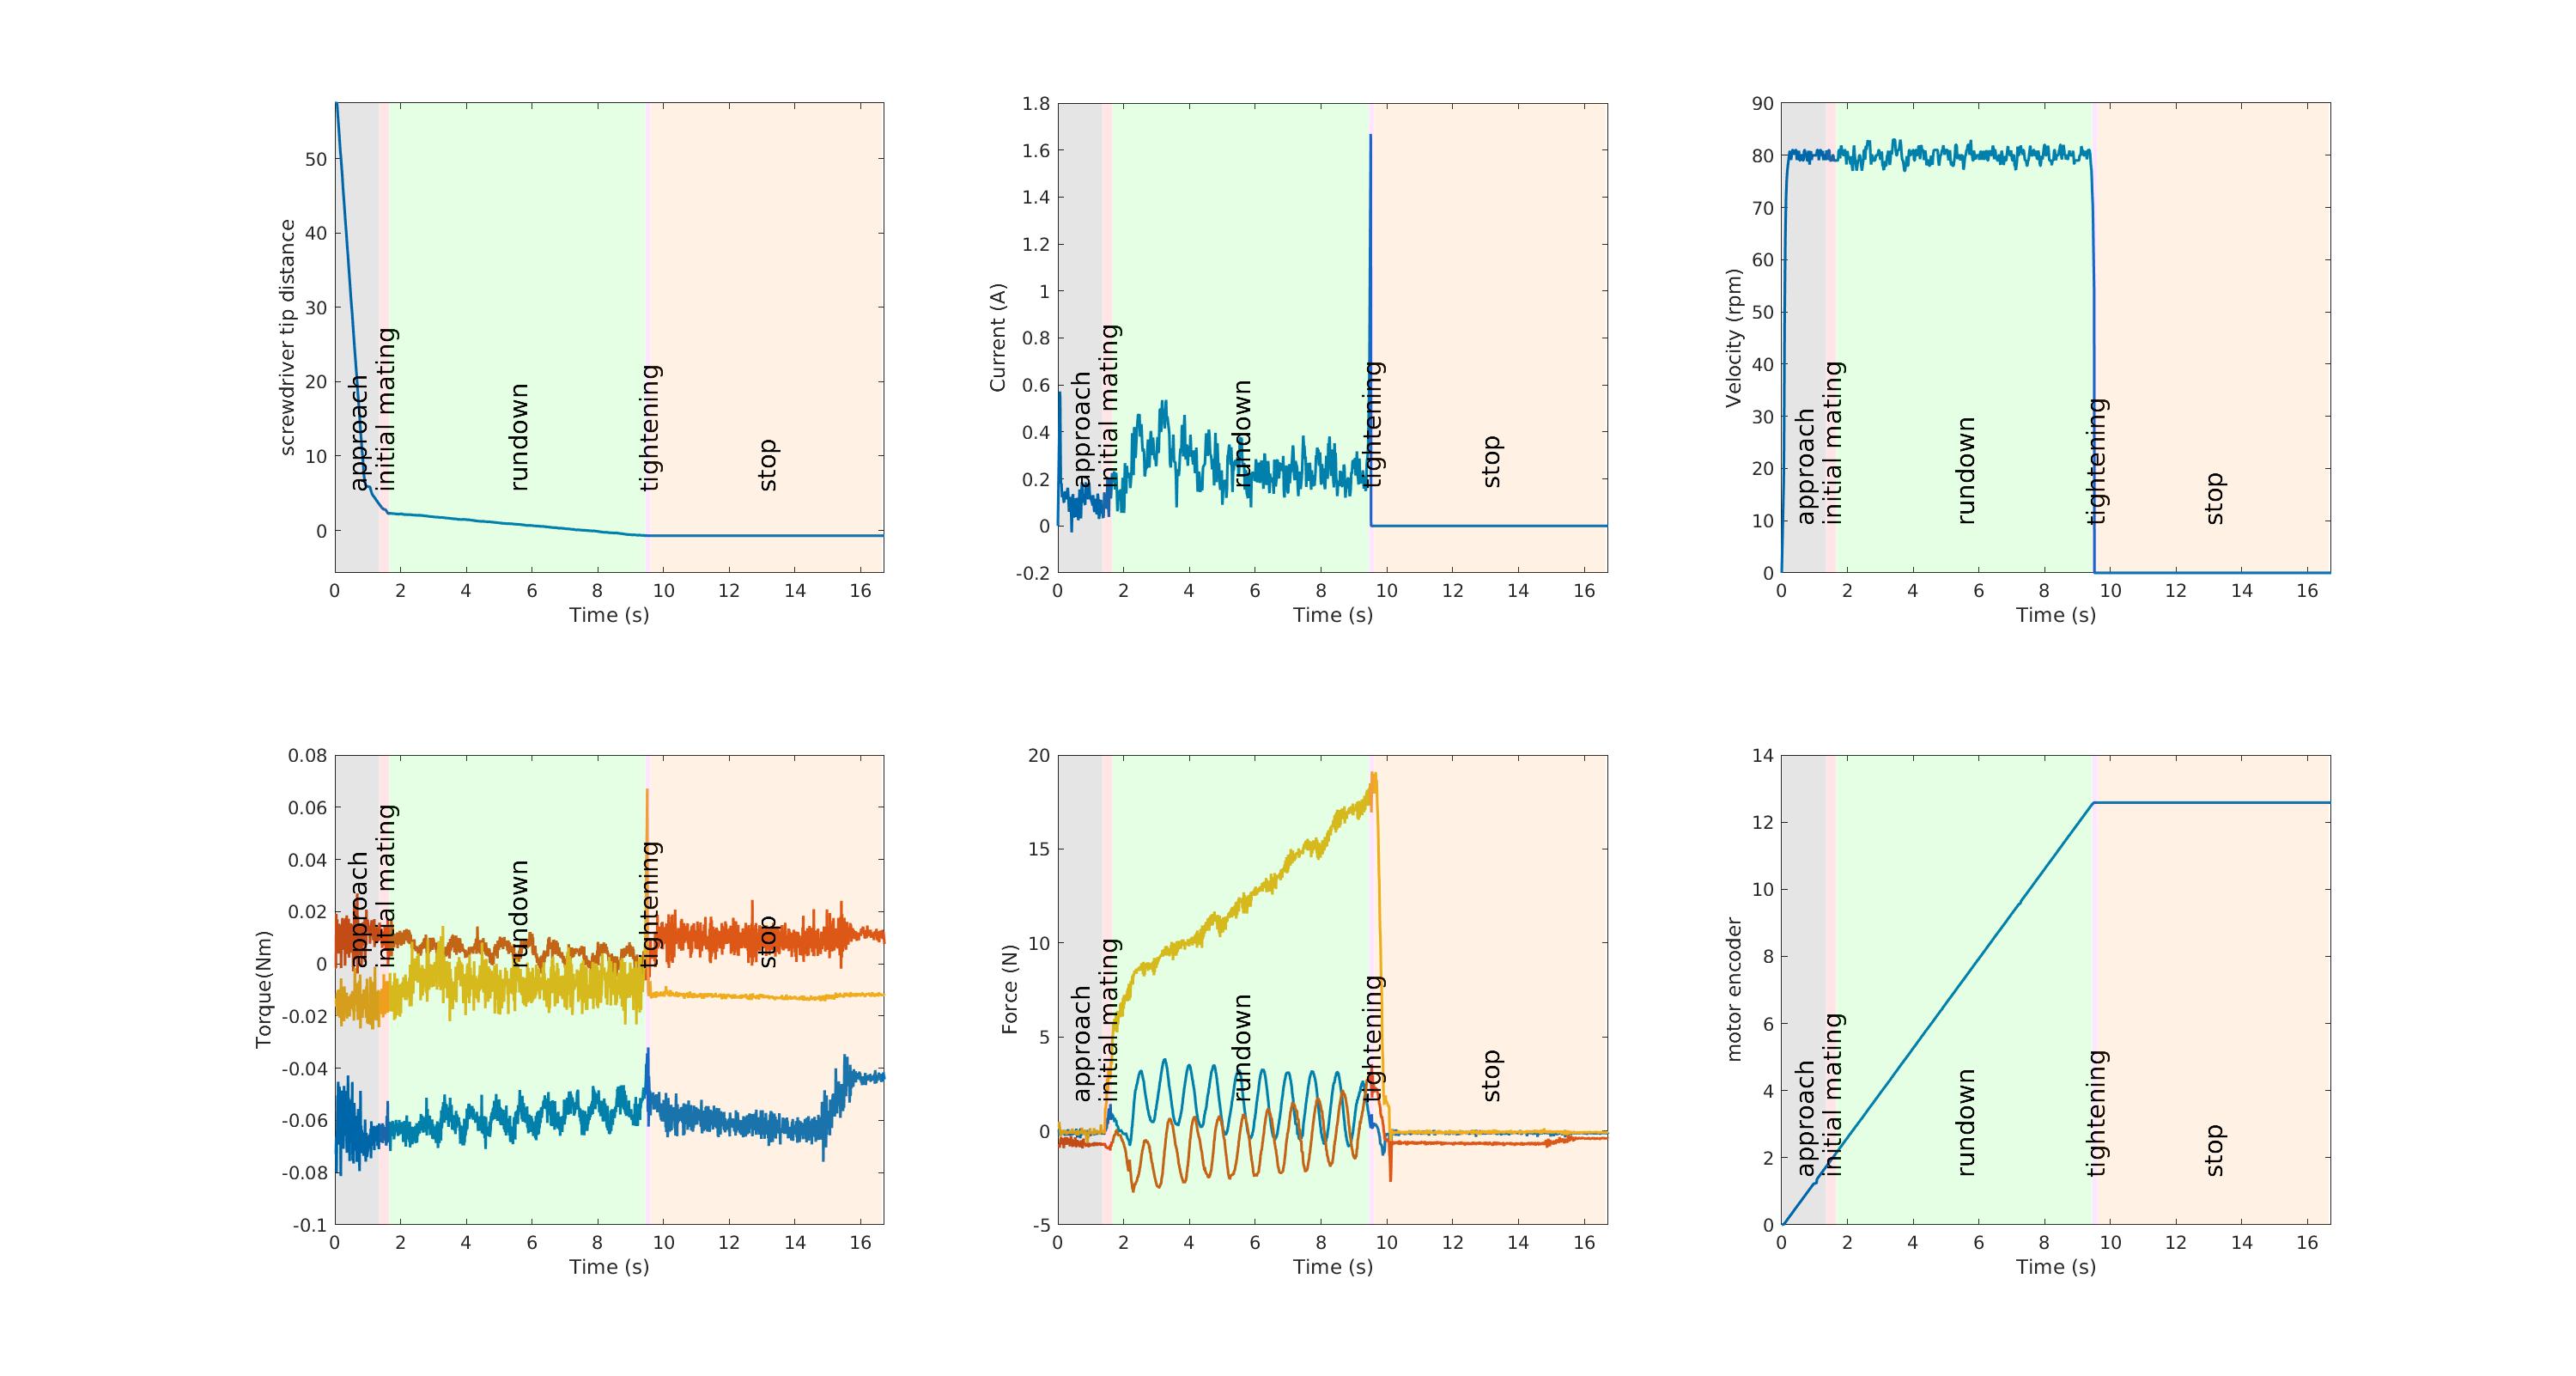 screwdriver tip distance
50
40
30
20
10
0
approach
initial mating
rundown
tightening
stop
0 2 4 6 8 10 12 14 16
Time (s)
Current (A)
1.8
1.6
1.4
1.2
1
0.8
0.6
0.4
0.2
0
-0.2
approach
initial mating
rundown
tightening
stop
0 2 4 6 8 10 12 14 16
Time (s)
Velocity (rpm)
90
80
70
60
50
40
30
20
10
0
approach
initial mating
rundown
tightening
stop
0 2 4 6 8 10 12 14 16
Time (s)
Torque(Nm)
0.08
0.06
0.04
0.02
0
-0.02
-0.04
-0.06
-0.08
-0.1
approach
initial mating
rundown
tightening
stop
0 2 4 6 8 10 12 14 16
Time (s)
Force (N)
20
15
10
5
0
-5
approach
initial mating
rundown
tightening
stop
0 2 4 6 8 10 12 14 16
Time (s)
motor encoder
14
12
10
8
6
4
2
0
approach
initial mating
rundown
tightening
stop
0 2 4 6 8 10 12 14 16
Time (s)